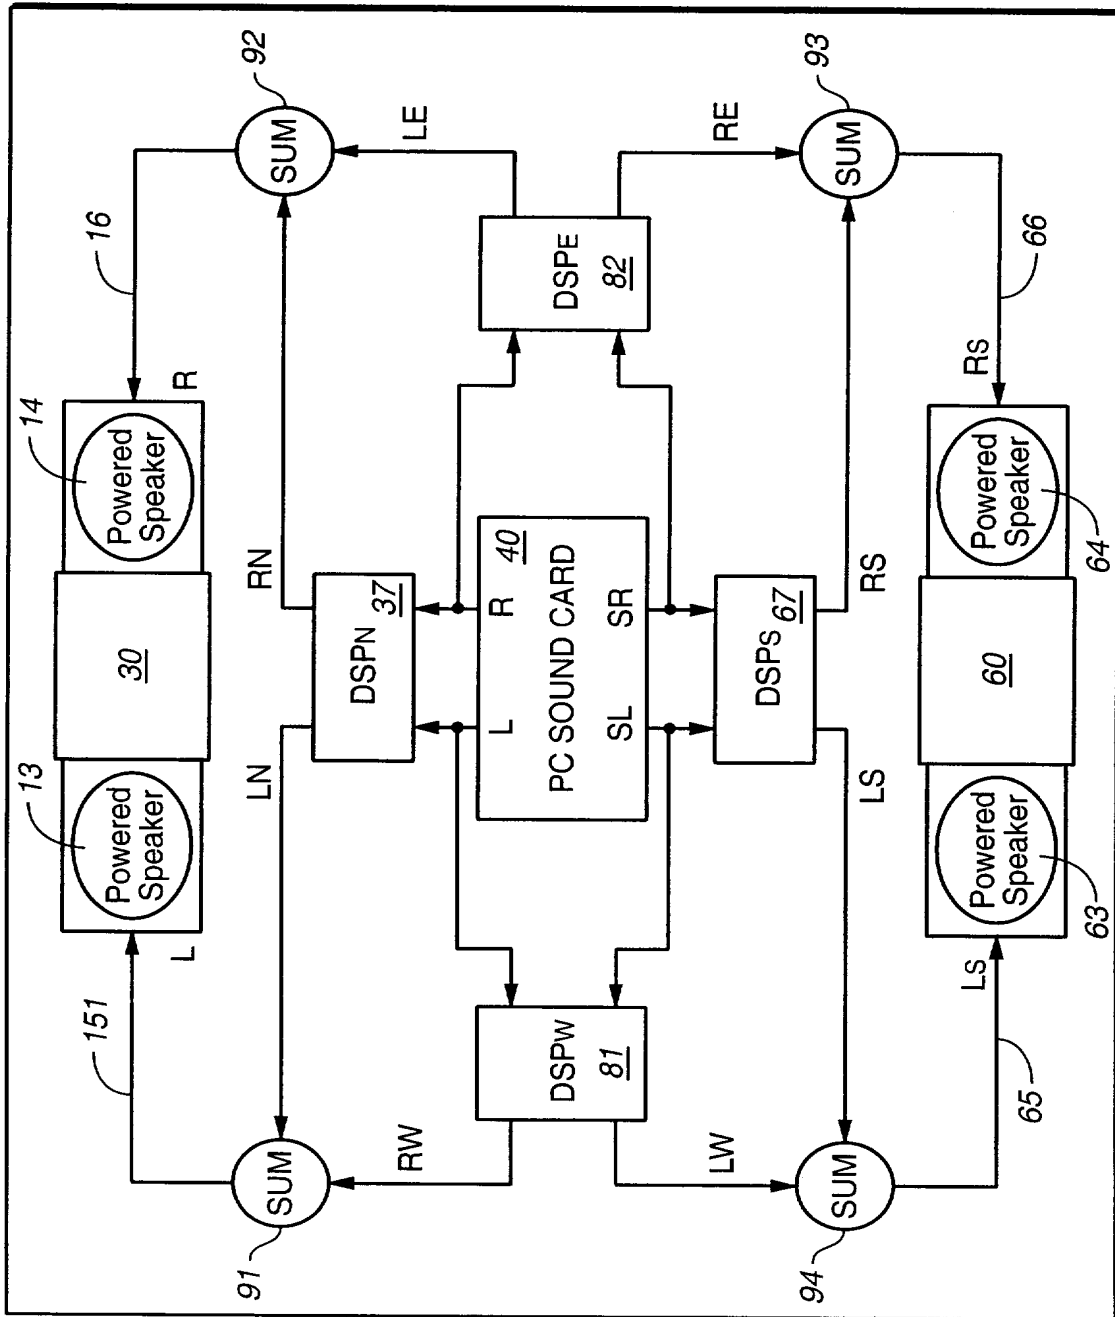 151
L
Powered
Speaker
13
30
Powered
Speaker
14
R
16
91
SUM
RW
LN
RN
SUM
92
LE
DSPN
37
DSPW
81
L
R
40
PC SOUND CARD
SL
SR
DSPE
82
DSPS
67
LW
LS
RS
RE
94
SUM
SUM
93
65
LS
Powered
Speaker
63
60
Powered
Speaker
64
RS
66